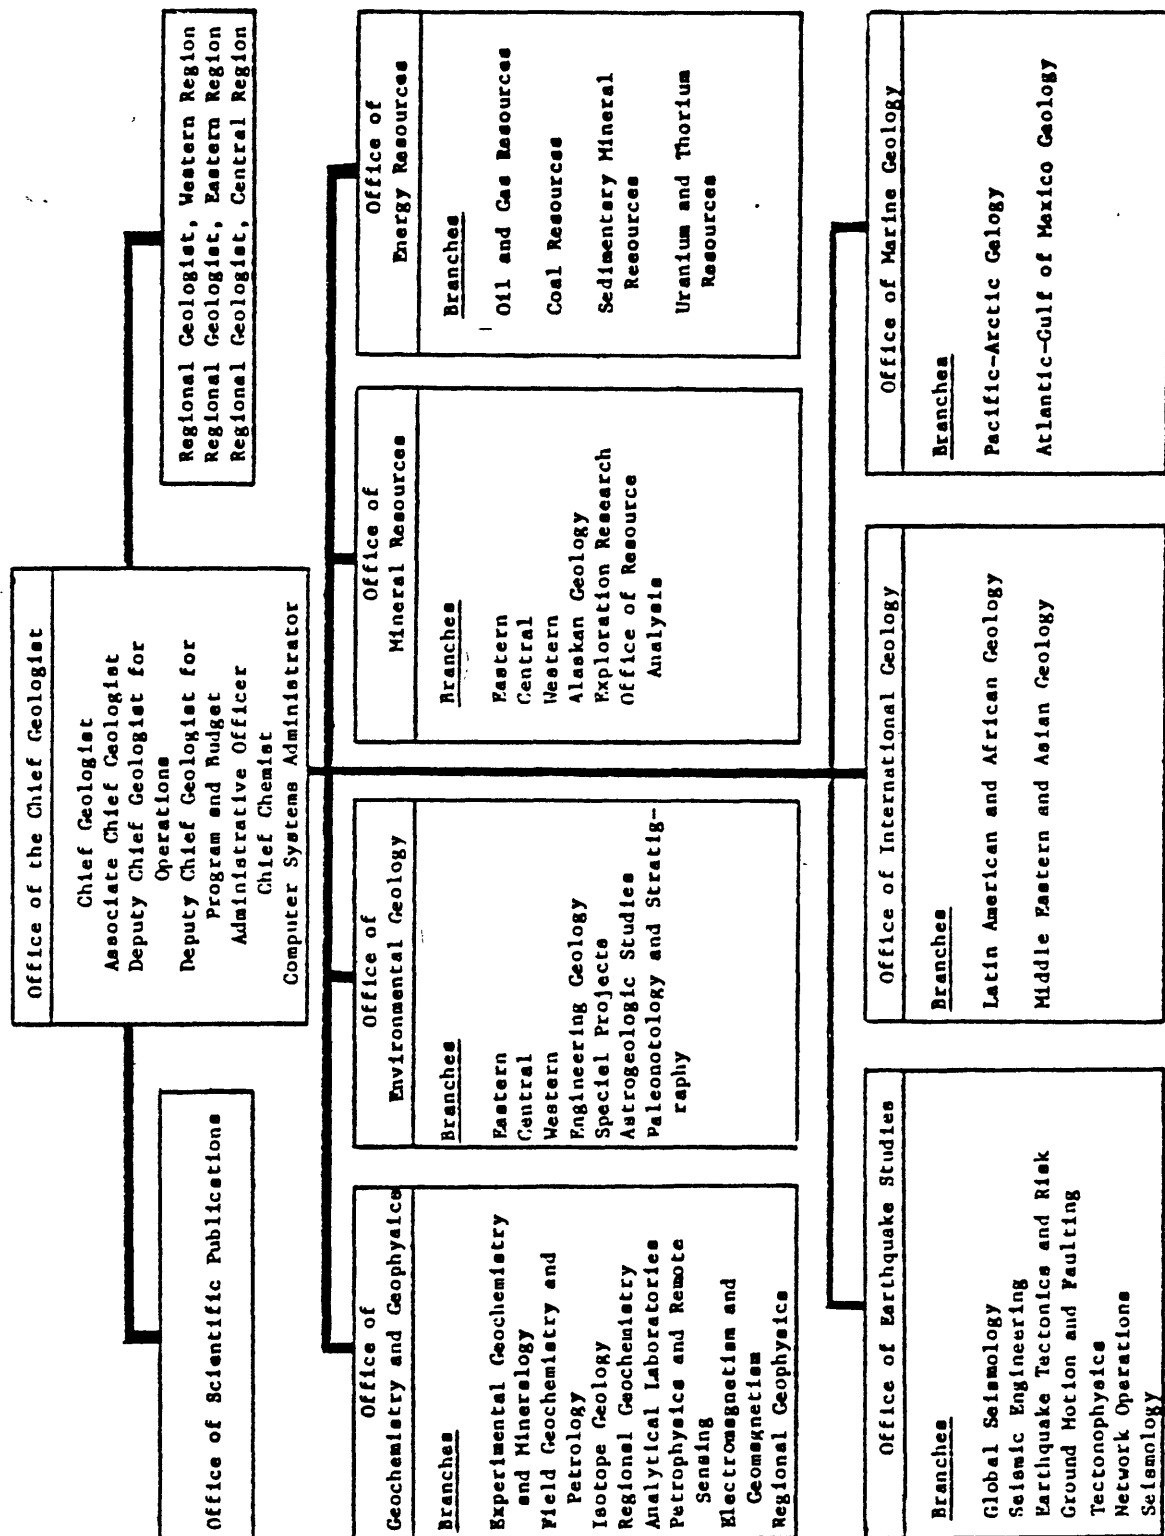 Office of the Chief Geologist
Chief Geologist
Associate Chief Geologist
Deputy Chief Geologist for
Operations
Deputy Chief Geologist for
Program and Budget
Administrative Officer
Chief Chemist
Computer Systems Administrator
Office of Scientific Publications
Regional Geologist, Western Region
Regional Geologist, Eastern Region
Regional Geologist, Central Region
Office of
Geochemistry and Geophysics
Branches
Experimental Geochemistry
and Minerology
Field Geochemistry and
Petrology
Isotope Geology
Regional Geochemistry
Analytical Laboratories
Petrophysics and Remote
Sensing
Electromagnetism and
Geomagnetism
Regional Geophysics
Office of
Environmental Geology
Branches
Eastern
Central
Western
Engineering Geology
Speciel Projects
Astrogeologic Studies
Paleonotology and Stratig-
raphy
Office of
Mineral Resources
Branches
Eastern
Central
Western
Alaskan Geology
Exploration Research
Office of Resource
Analysis
Office of
Energy Resources
Branches
Oil and Gas Resources
Coal Resources
Sedimentery Mineral
Resources
Uranium and Thorium
Resources
Office of Earthquake Studies
Branches
Global Seismology
Seismic Engineering
Earthquake Tectonics and Risk
Ground Motion and Faulting
Tectonophysics
Network Operations
Seismology
Office of International Geology
Branches
Latin American and African Geology
Middle Eastern and Asian Geology
Office of Marine Geology
Branches
Pacific-Arctic Gelogy
Atlantic-Gulf of Mexico Geology